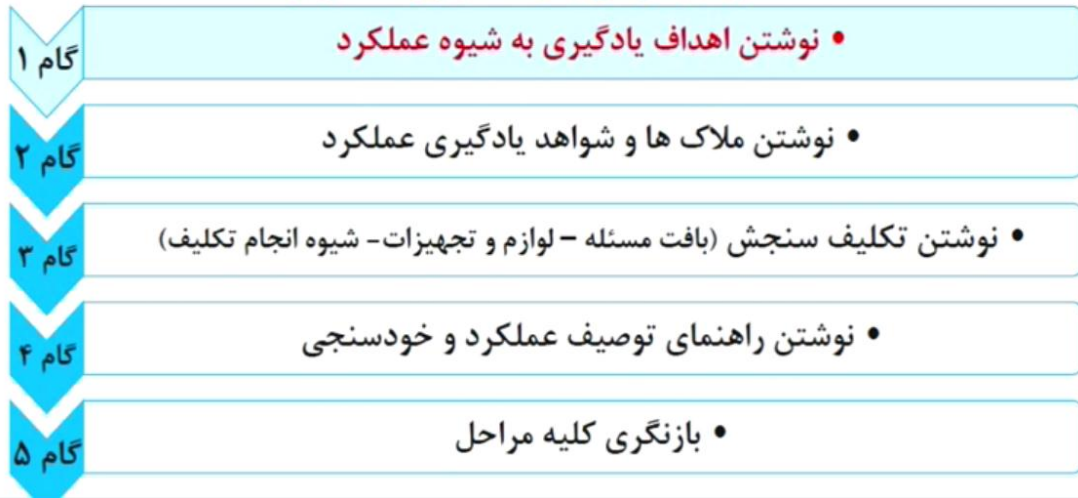 گام ۱
• نوشتن اهداف یادگیری به شیوه عملکرد
گام ۲
• نوشتن ملاک ها و شواهد یادگیری عملکرد
گام ۳
• نوشتن تکلیف سنجش (بافت مسئله – لوازم و تجهیزات- شیوه انجام تکلیف)
گام ۴
• نوشتن راهنمای توصیف عملکرد و خودسنجی
گام ۵
• بازنگری کلیه مراحل